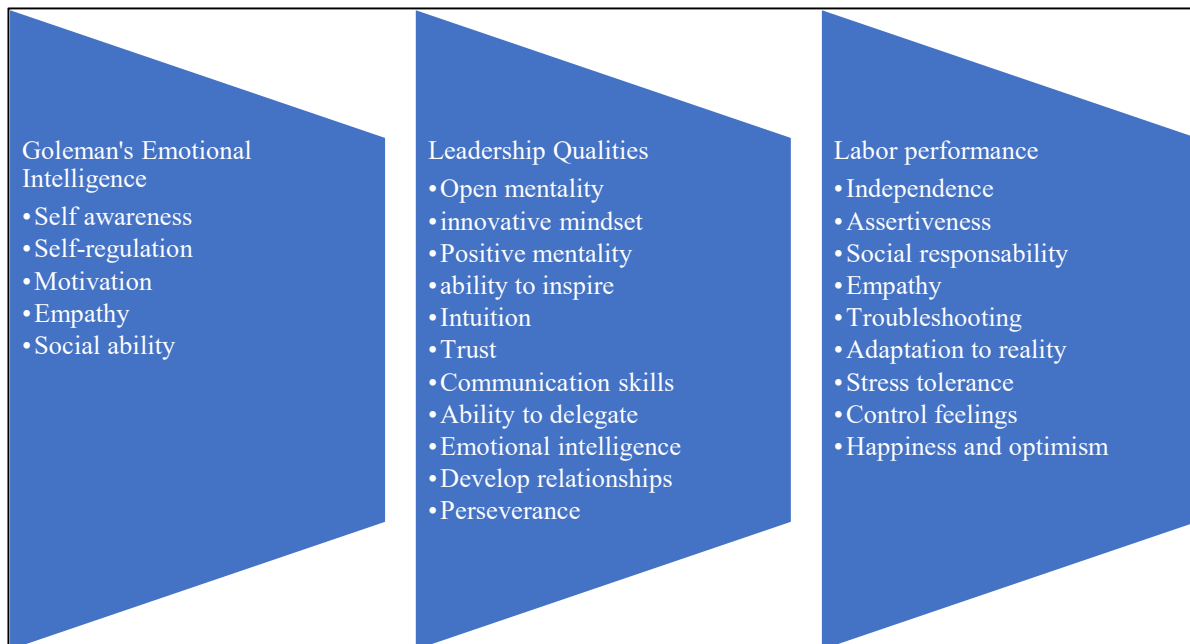 Goleman's Emotional
Intelligence
•Self awareness
•Self-regulation
•Motivation
•Empathy
•Social ability
Leadership Qualities
•Open mentality
•innovative mindset
•Positive mentality
•ability to inspire
•Intuition
•Trust
•Communication skills
•Ability to delegate
•Emotional intelligence
•Develop relationships
•Perseverance
Labor performance
•Independence
•Assertiveness
•Social responsability
•Empathy
•Troubleshooting
•Adaptation to reality
•Stress tolerance
•Control feelings
•Happiness and optimism